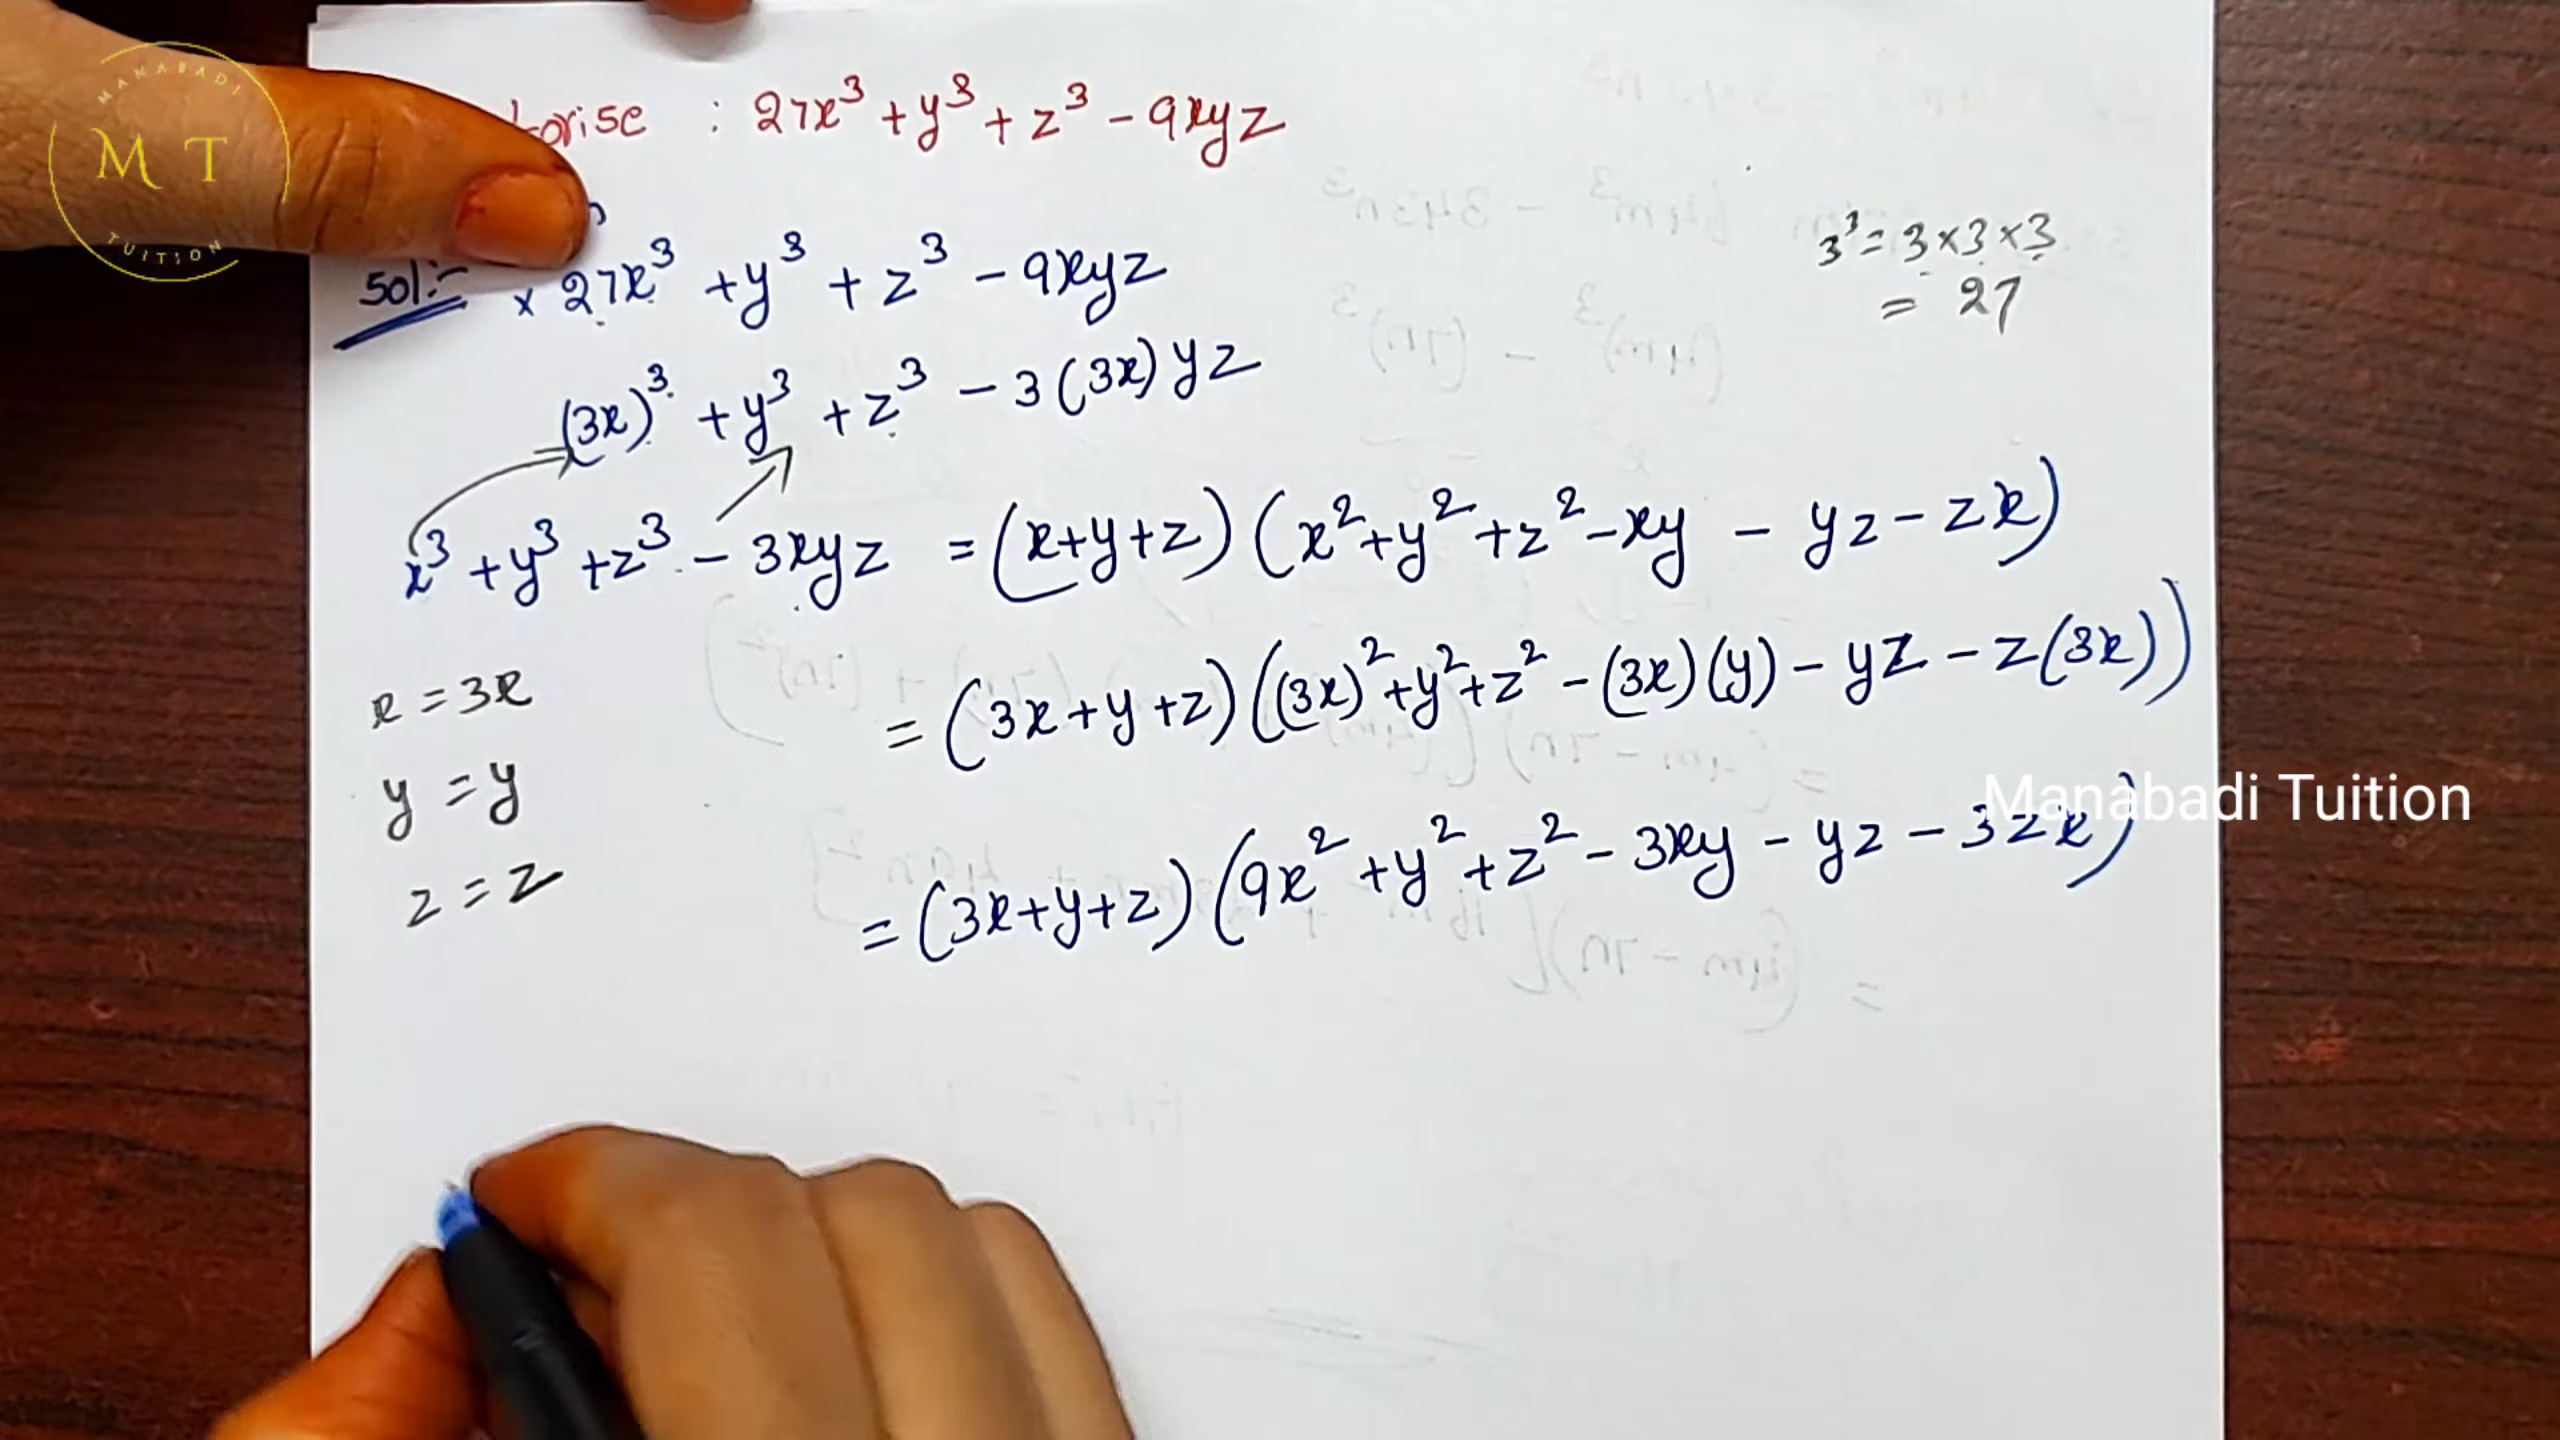 MANABADI
M T
TUITION
torise : 27x³ + y³ + z³ - 9xyz
Sol:- × 27x³ + y³ + z³ - 9xyz
3³ = 3×3×3
= 27
(3x)³ + y³ + z³ - 3(3x)yz
x³ + y³ + z³ - 3xyz = (x+y+z)(x²+y²+z²-xy - yz - zx)
= (3x+y+z)((3x)²+y²+z² - (3x)(y) - yz - z(3x))
x = 3x
y = y
z = z
= (3x+y+z)(9x²+y²+z² - 3xy - yz - 3zx)
Manabadi Tuition